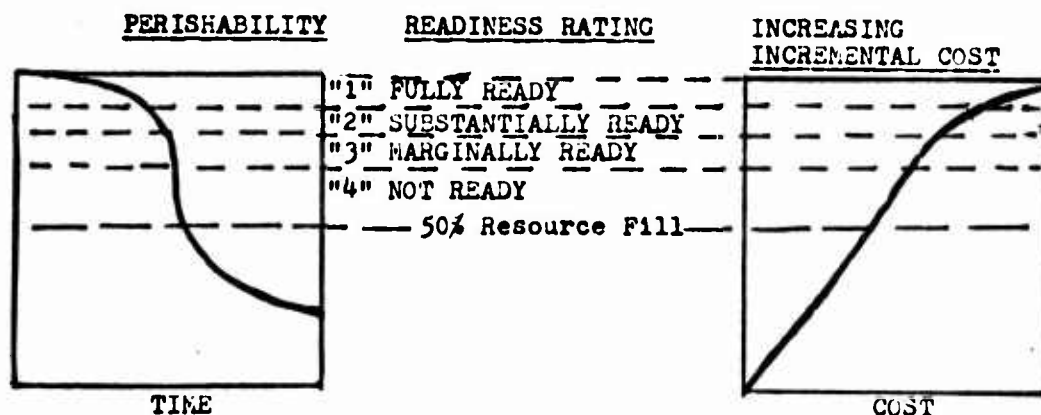 PERISHABILITY READINESS RATING INCREASING
INCREMENTAL COST
"1" FULLY READY
"2" SUBSTANTIALLY READY
"3" MARGINALLY READY
"4" NOT READY
50% Resource Fill
TIME COST